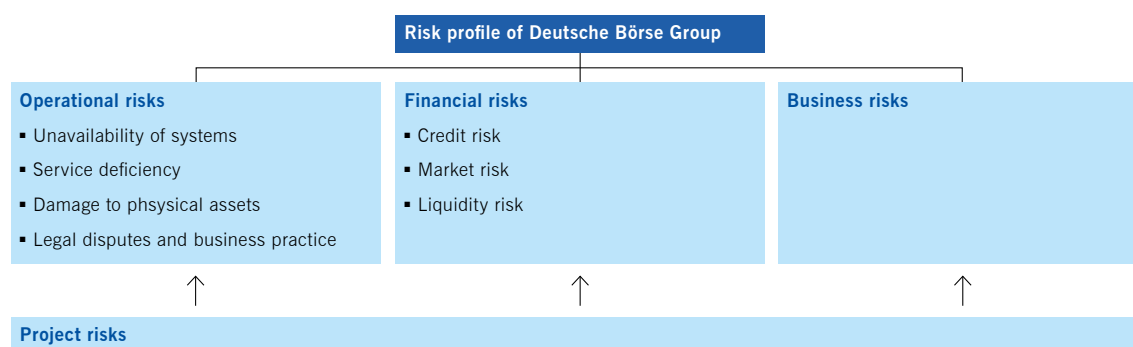 Risk profile of Deutsche Börse Group
Operational risks
▪ Unavailability of systems
▪ Service deficiency
▪ Damage to phsysical assets
▪ Legal disputes and business practice
Financial risks
▪ Credit risk
▪ Market risk
▪ Liquidity risk
Business risks
Project risks